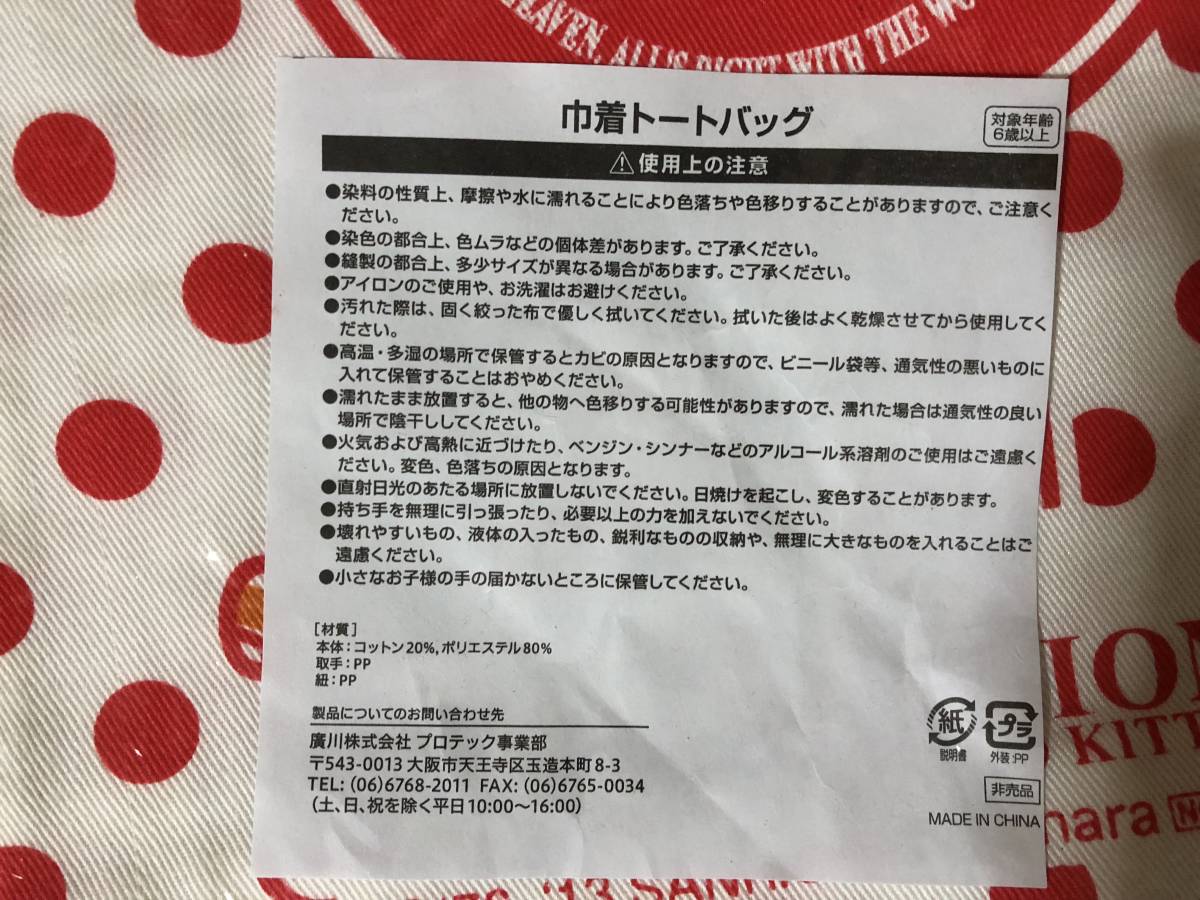 HEAVEN, ALL'S RIGHT WITH THE WO
巾着トートバッグ
対象年齢
6歳以上
⚠使用上の注意
●染料の性質上、摩擦や水に濡れることにより色落ちや色移りすることがありますので、ご注意く
ださい。
●染色の都合上、色ムラなどの個体差があります。ご了承ください。
●縫製の都合上、多少サイズが異なる場合があります。ご了承ください。
●アイロンのご使用や、お洗濯はお避けください。
●汚れた際は、固く絞った布で優しく拭いてください。拭いた後はよく乾燥させてから使用してく
ださい。
●高温・多湿の場所で保管するとカビの原因となりますので、ビニール袋等、通気性の悪いものに
入れて保管することはおやめください。
●濡れたまま放置すると、他の物へ色移りする可能性がありますので、濡れた場合は通気性の良い
場所で陰干ししてください。
●火気および高熱に近づけたり、ベンジン・シンナーなどのアルコール系溶剤のご使用はご遠慮く
ださい。変色、色落ちの原因となります。
●直射日光のあたる場所に放置しないでください。日焼けを起こし、変色することがあります。
●持ち手を無理に引っ張ったり、必要以上の力を加えないでください。
●壊れやすいもの、液体の入ったもの、鋭利なものの収納や、無理に大きなものを入れることはご
遠慮ください。
●小さなお子様の手の届かないところに保管してください。
[材質]
本体:コットン20%, ポリエステル80%
取手:PP
紐:PP
製品についてのお問い合わせ先
廣川株式会社 プロテック事業部
〒543-0013 大阪市天王寺区玉造本町8-3
TEL: (06)6768-2011 FAX: (06)6765-0034
(土、日、祝を除く平日10:00〜16:00)
紙
説明書
プラ
外装:PP
非売品
MADE IN CHINA
ION
KITT
hara
'13 SANR